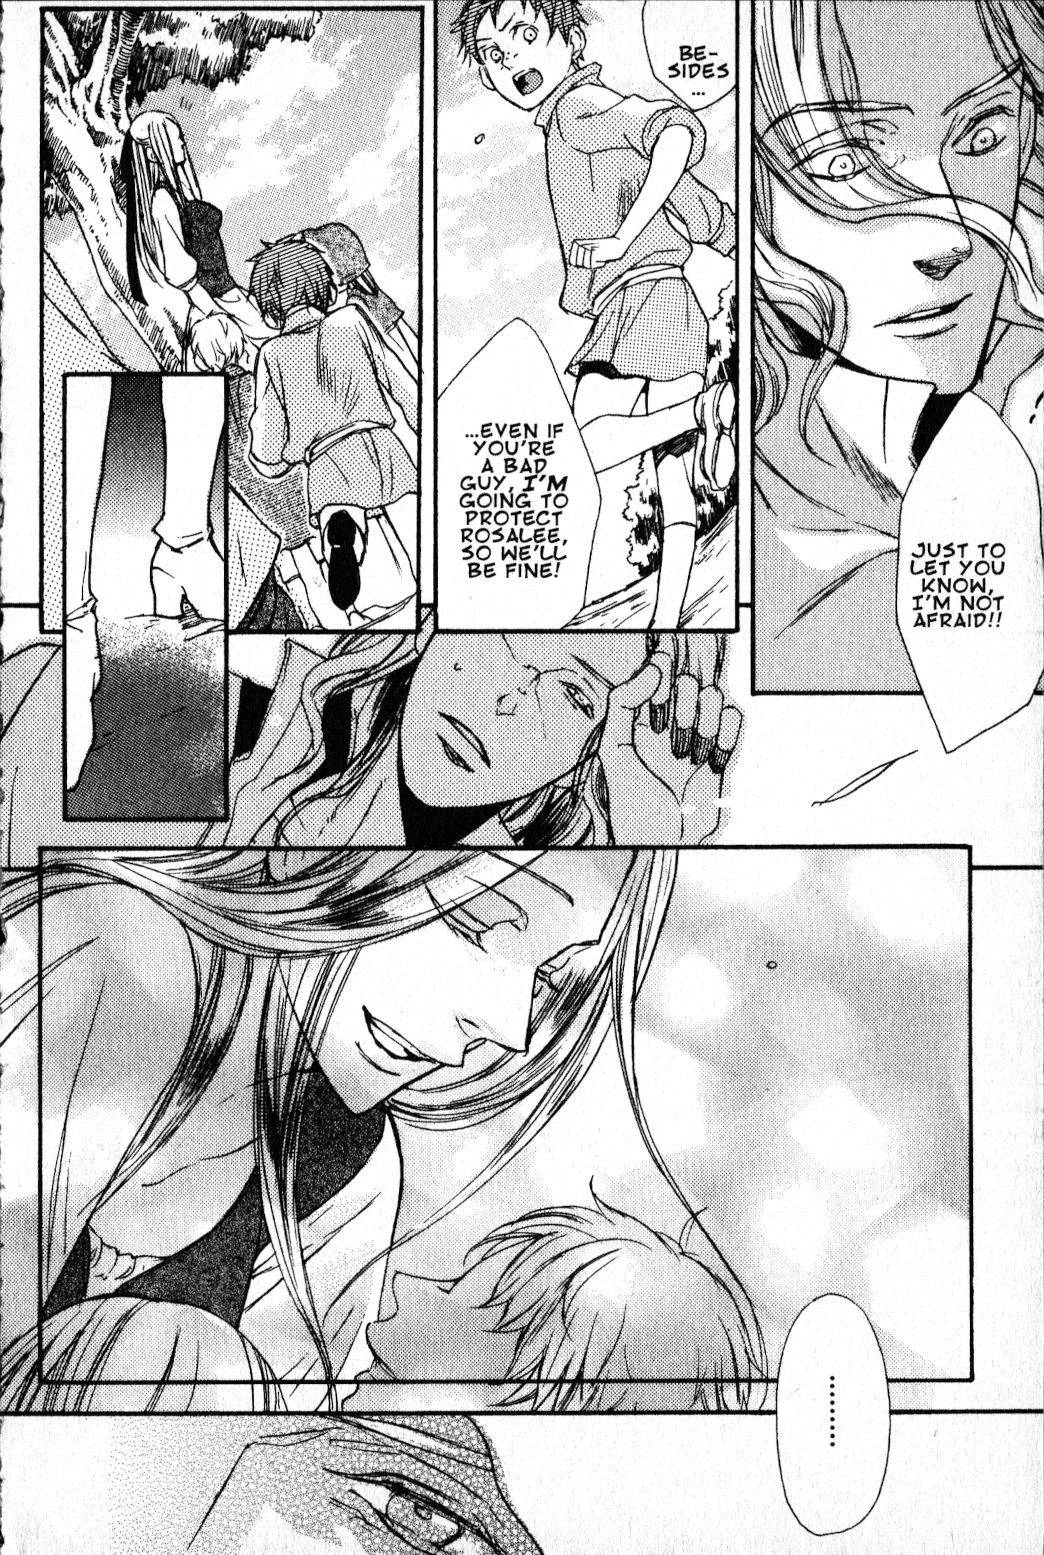 JUST TO
LET YOU
KNOW,
I'M NOT
AFRAID!!
BE-
SIDES
...
...EVEN IF
YOU'RE
A BAD
GUY, I'M
GOING TO
PROTECT
ROSALEE,
SO WE'LL
BE FINE!
..........